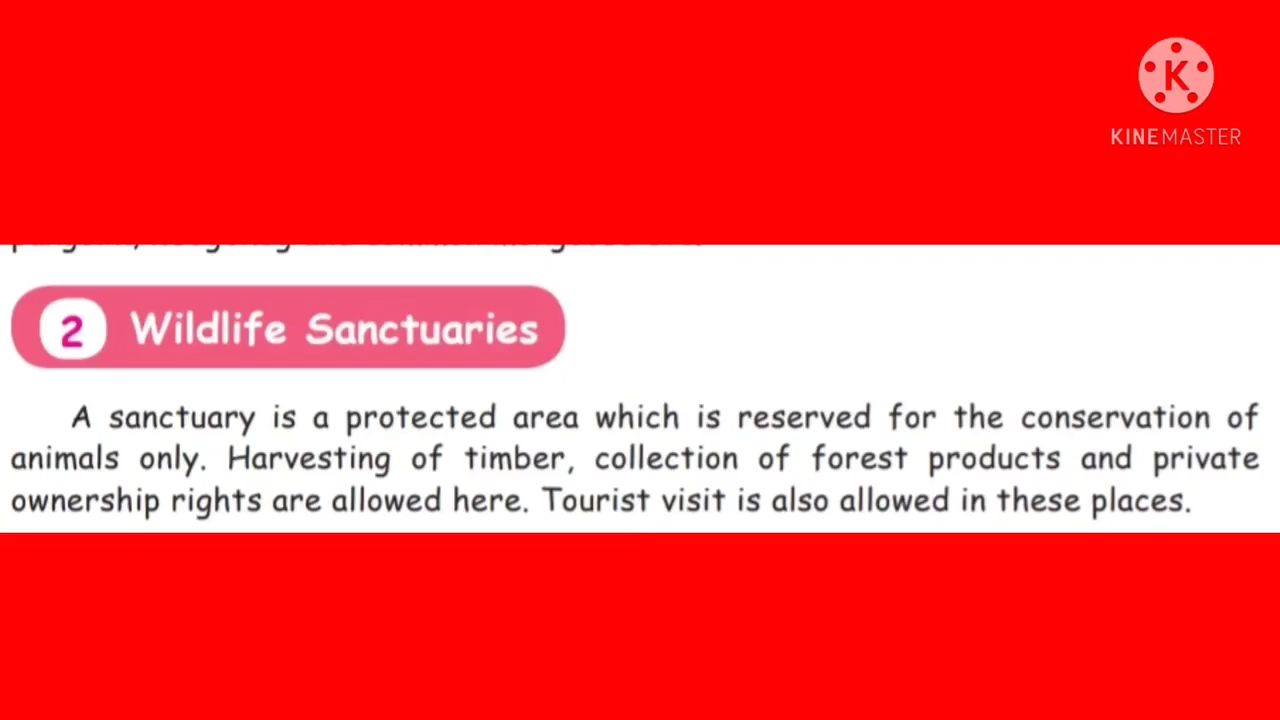 K
KINEMASTER
2 Wildlife Sanctuaries
A sanctuary is a protected area which is reserved for the conservation of
animals only. Harvesting of timber, collection of forest products and private
ownership rights are allowed here. Tourist visit is also allowed in these places.